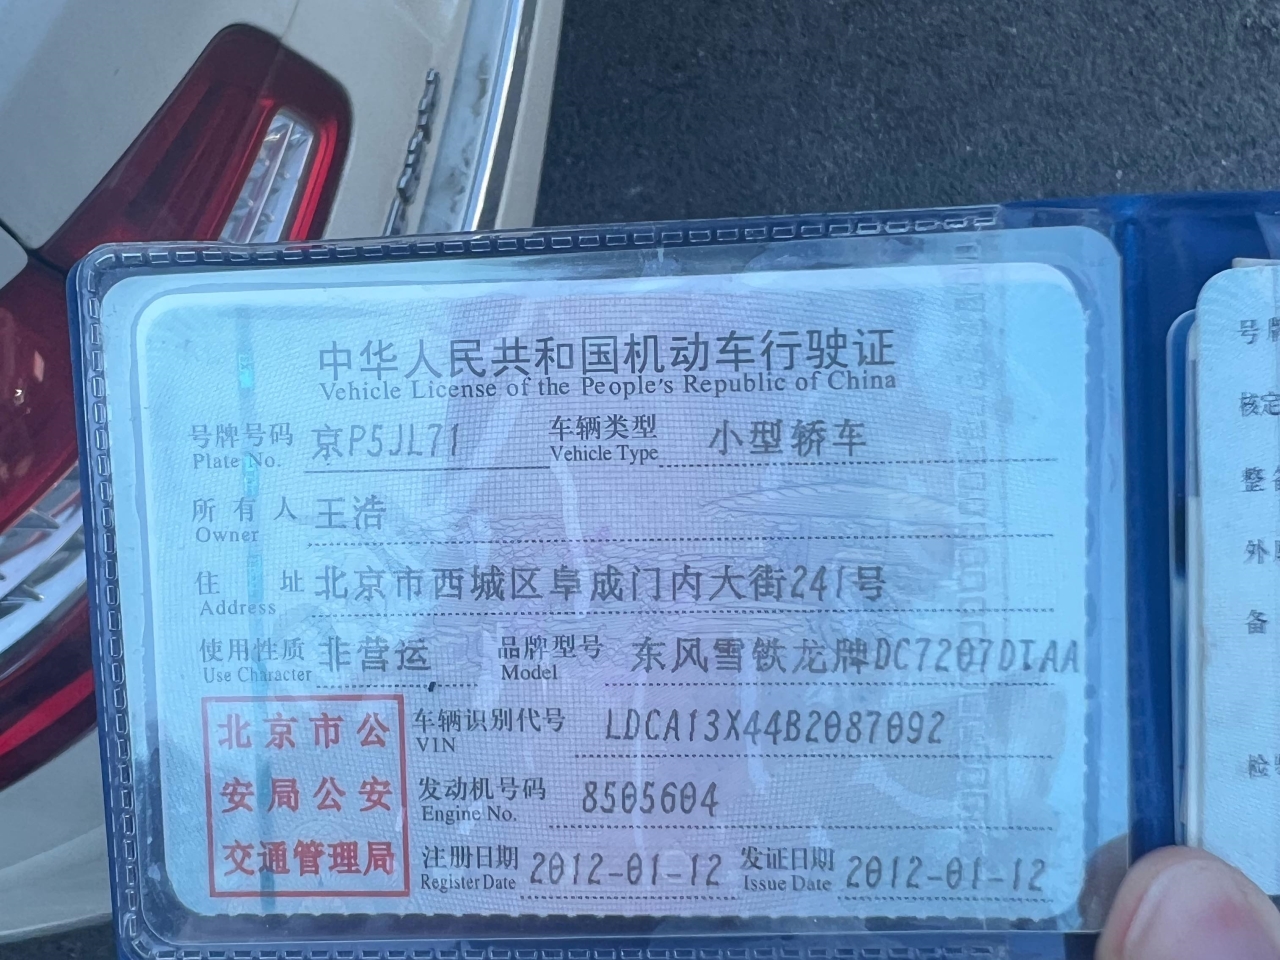 中华人民共和国机动车行驶证
Vehicle License of the People's Republic of China
号牌号码 京P5JL71 车辆类型 小型轿车
Plate No. Vehicle Type
所有人 王浩
Owner
住址 北京市西城区阜成门内大街241号
Address
使用性质 非营运 品牌型号 东风雪铁龙牌DC7207DTAA
Use Character Model
北京市公
安局公安
交通管理局
车辆识别代号 LDCA13X44B2087092
VIN
发动机号码 8505604
Engine No.
注册日期 2012-01-12 发证日期 2012-01-12
Register Date Issue Date
号牌
核定
整备
外
备
检验